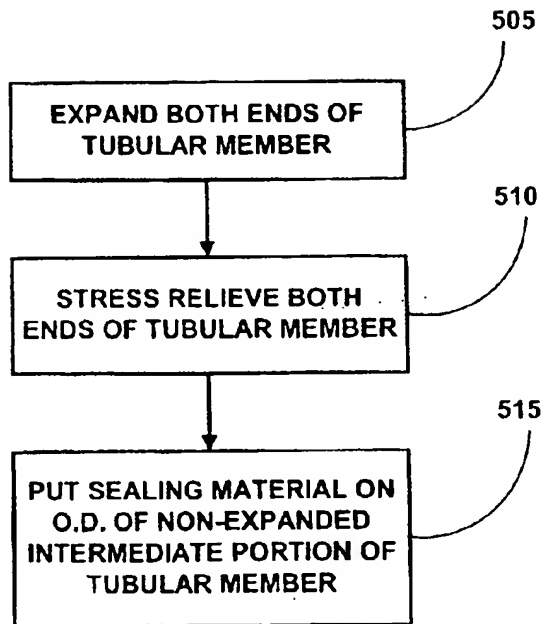 505
EXPAND BOTH ENDS OF
TUBULAR MEMBER
510
STRESS RELIEVE BOTH
ENDS OF TUBULAR MEMBER
515
PUT SEALING MATERIAL ON
O.D. OF NON-EXPANDED
INTERMEDIATE PORTION OF
TUBULAR MEMBER